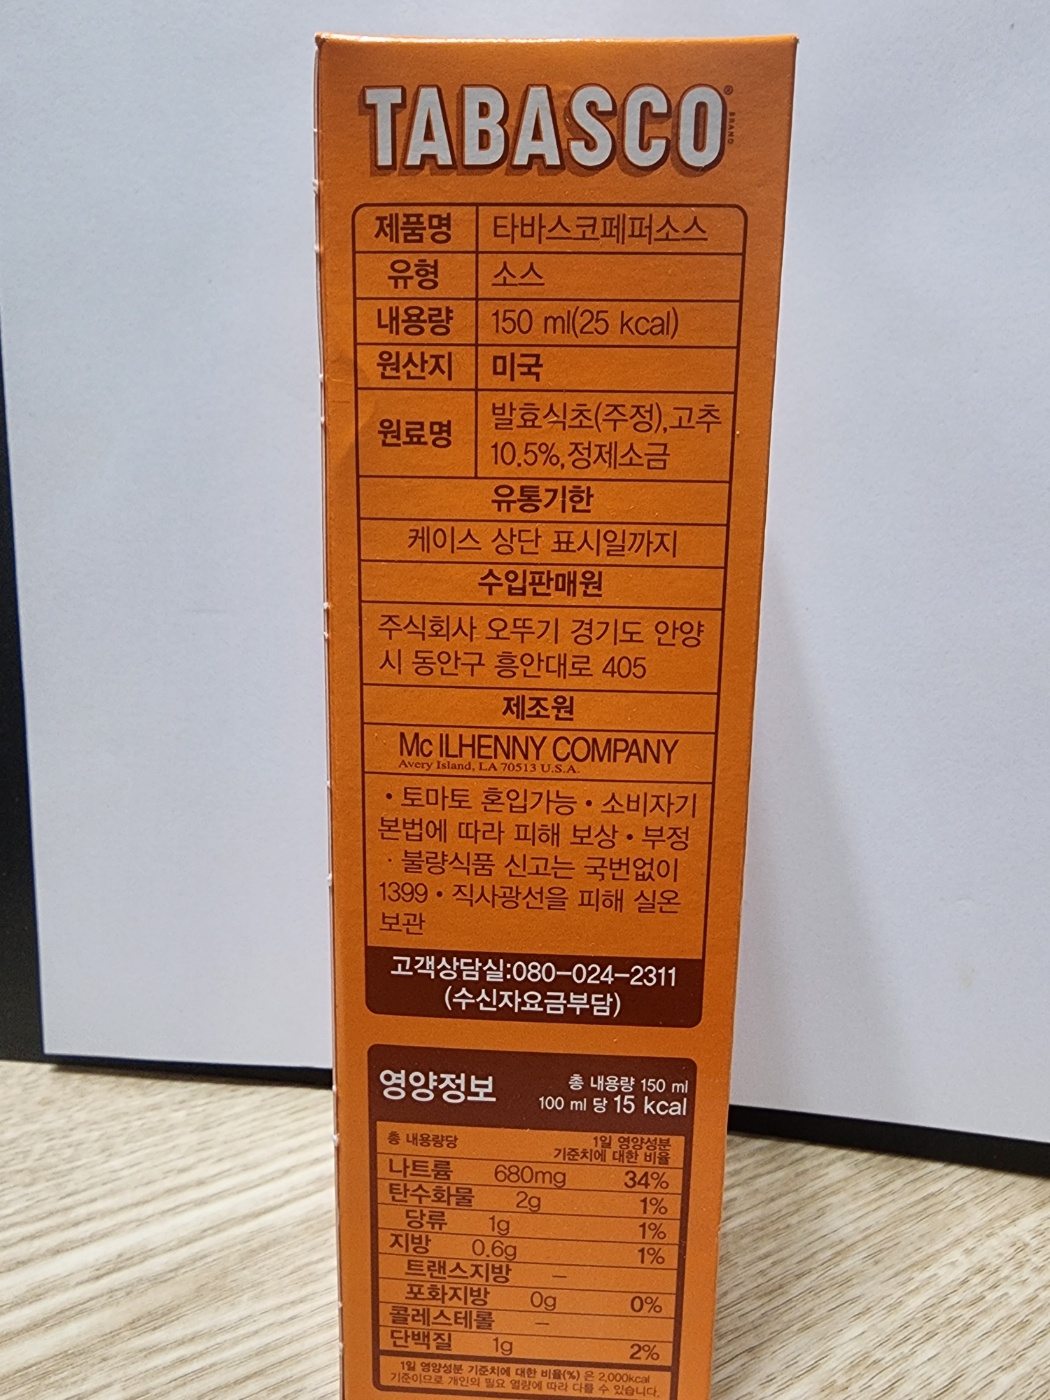 TABASCO® BRAND
제품명 타바스코페퍼소스
유형 소스
내용량 150 ml(25 kcal)
원산지 미국
원료명 발효식초(주정),고추
10.5%,정제소금
유통기한
케이스 상단 표시일까지
수입판매원
주식회사 오뚜기 경기도 안양
시 동안구 흥안대로 405
제조원
Mc ILHENNY COMPANY
Avery Island, LA 70513 U.S.A.
• 토마토 혼입가능 • 소비자기
본법에 따라 피해 보상 • 부정
· 불량식품 신고는 국번없이
1399 • 직사광선을 피해 실온
보관
고객상담실:080-024-2311
(수신자요금부담)
영양정보
총 내용량 150 ml
100 ml 당 15 kcal
총 내용량당 1일 영양성분
기준치에 대한 비율
나트륨 680mg 34%
탄수화물 2g 1%
당류 1g 1%
지방 0.6g 1%
트랜스지방 –
포화지방 0g 0%
콜레스테롤 –
단백질 1g 2%
1일 영양성분 기준치에 대한 비율(%) 은 2,000kcal
기준이므로 개인의 필요 열량에 따라 다를 수 있습니다.